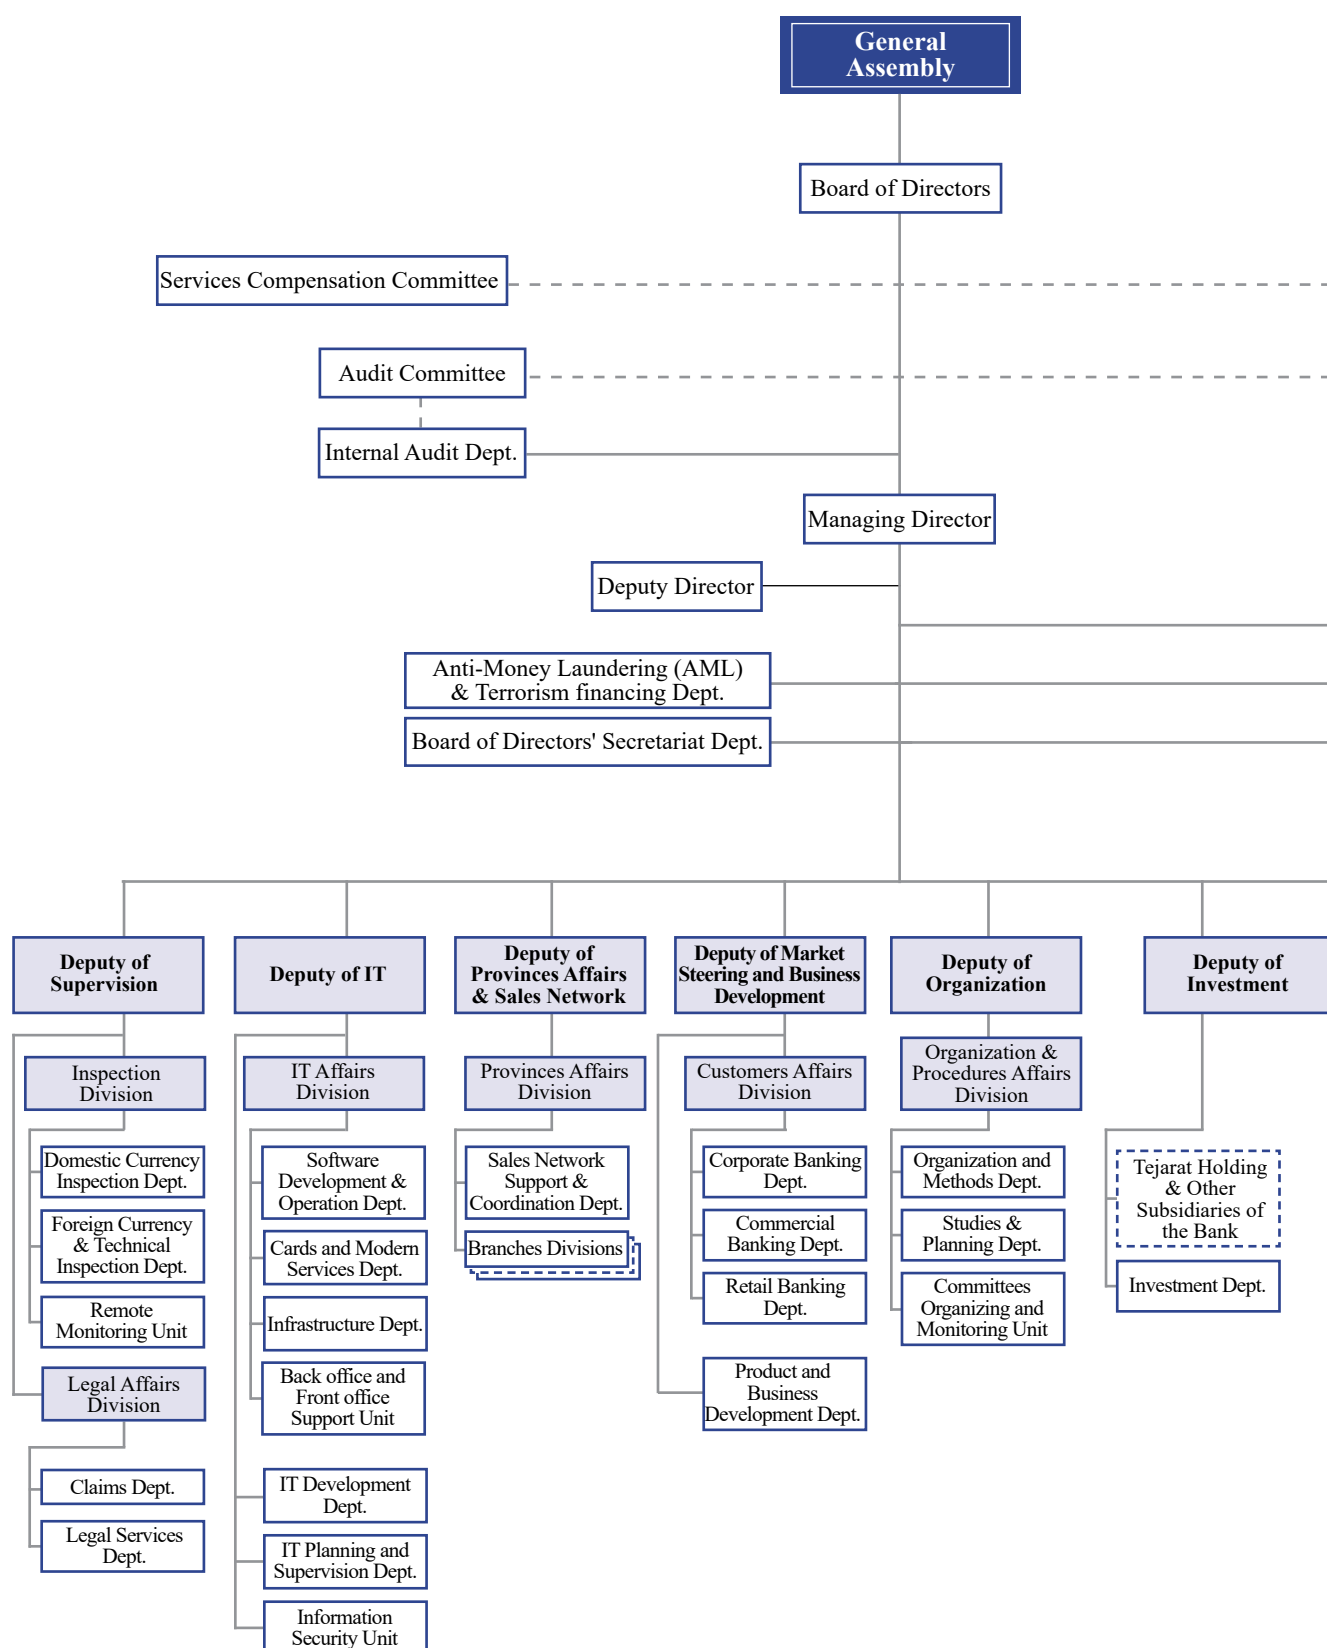 General
Assembly
Board of Directors
Services Compensation Committee
Audit Committee
Internal Audit Dept.
Managing Director
Deputy Director
Anti-Money Laundering (AML)
& Terrorism financing Dept.
Board of Directors' Secretariat Dept.
Deputy of
Supervision
Inspection
Division
Domestic Currency
Inspection Dept.
Foreign Currency
& Technical
Inspection Dept.
Remote
Monitoring Unit
Legal Affairs
Division
Claims Dept.
Legal Services
Dept.
Deputy of IT
IT Affairs
Division
Software
Development &
Operation Dept.
Cards and Modern
Services Dept.
Infrastructure Dept.
Back office and
Front office
Support Unit
IT Development
Dept.
IT Planning and
Supervision Dept.
Information
Security Unit
Deputy of
Provinces Affairs
& Sales Network
Provinces Affairs
Division
Sales Network
Support &
Coordination Dept.
Branches Divisions
Deputy of Market
Steering and Business
Development
Customers Affairs
Division
Corporate Banking
Dept.
Commercial
Banking Dept.
Retail Banking
Dept.
Product and
Business
Development Dept.
Deputy of
Organization
Organization &
Procedures Affairs
Division
Organization and
Methods Dept.
Studies &
Planning Dept.
Committees
Organizing and
Monitoring Unit
Deputy of
Investment
Tejarat Holding
& Other
Subsidiaries of
the Bank
Investment Dept.